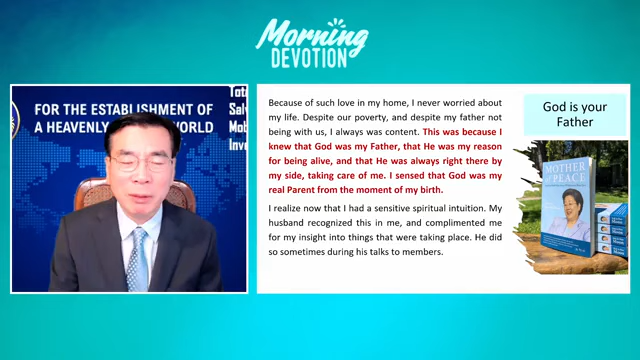 Morning
DEVOTION
FOR THE ESTABLISHMENT OF
A HEAVENLY WORLD
Because of such love in my home, I never worried about
my life. Despite our poverty, and despite my father not
being with us, I always was content. This was because I
knew that God was my Father, that He was my reason
for being alive, and that He was always right there by
my side, taking care of me. I sensed that God was my
real Parent from the moment of my birth.
I realize now that I had a sensitive spiritual intuition. My
husband recognized this in me, and complimented me
for my insight into things that were taking place. He did
so sometimes during his talks to members.
God is your
Father
MOTHER
PEACE